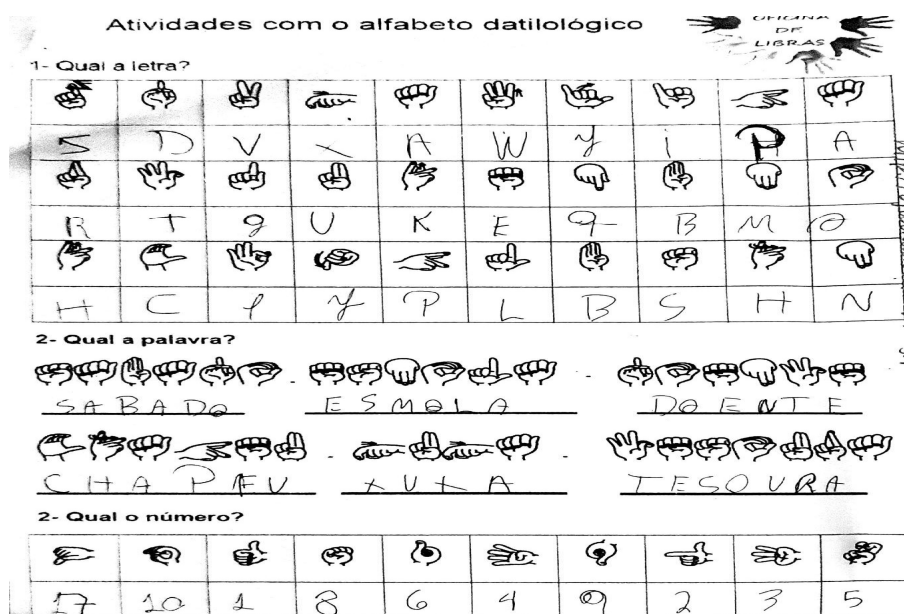 Atividades com o alfabeto datilológico
OFICINA
DE
LIBRAS
1- Qual a letra?
S D V X A W Y i P A
R T g U K E q B M O
H C f Y P L B S H N
2- Qual a palavra?
SABADO ESMOLA DOENTE
CHAPEU XUXA TESOURA
2- Qual o número?
17 10 1 8 6 4 9 2 3 5